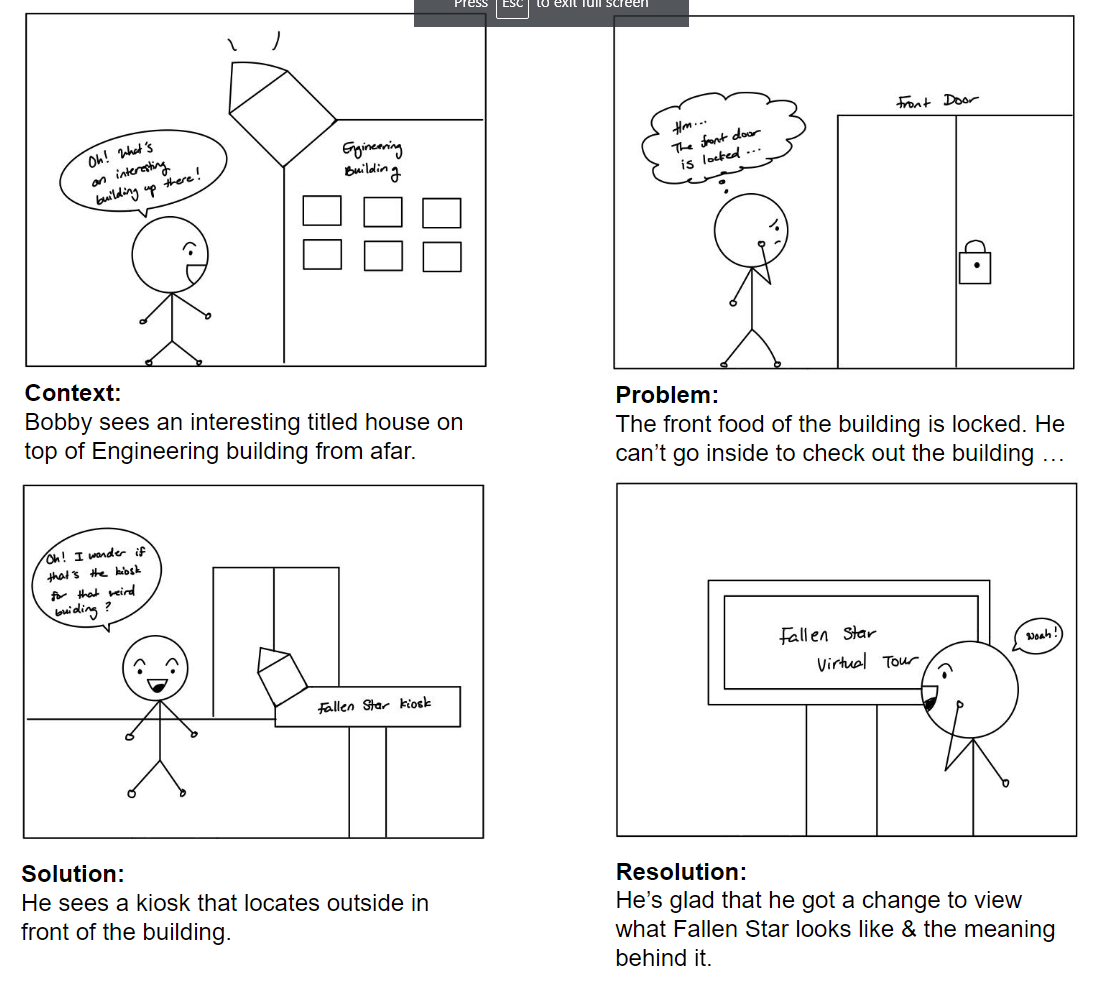 Press Esc to exit full screen
Oh! What's
an interesting
building up there!
Engineering
Building
Context:
Bobby sees an interesting titled house on
top of Engineering building from afar.
Hm...
The front door
is locked ...
Front Door
Problem:
The front food of the building is locked. He
can't go inside to check out the building …
Oh! I wonder if
that's the kiosk
for that weird
buiding ?
Fallen Star kiosk
Solution:
He sees a kiosk that locates outside in
front of the building.
Fallen Star
Virtual Tour
Woah!
Resolution:
He's glad that he got a change to view
what Fallen Star looks like & the meaning
behind it.